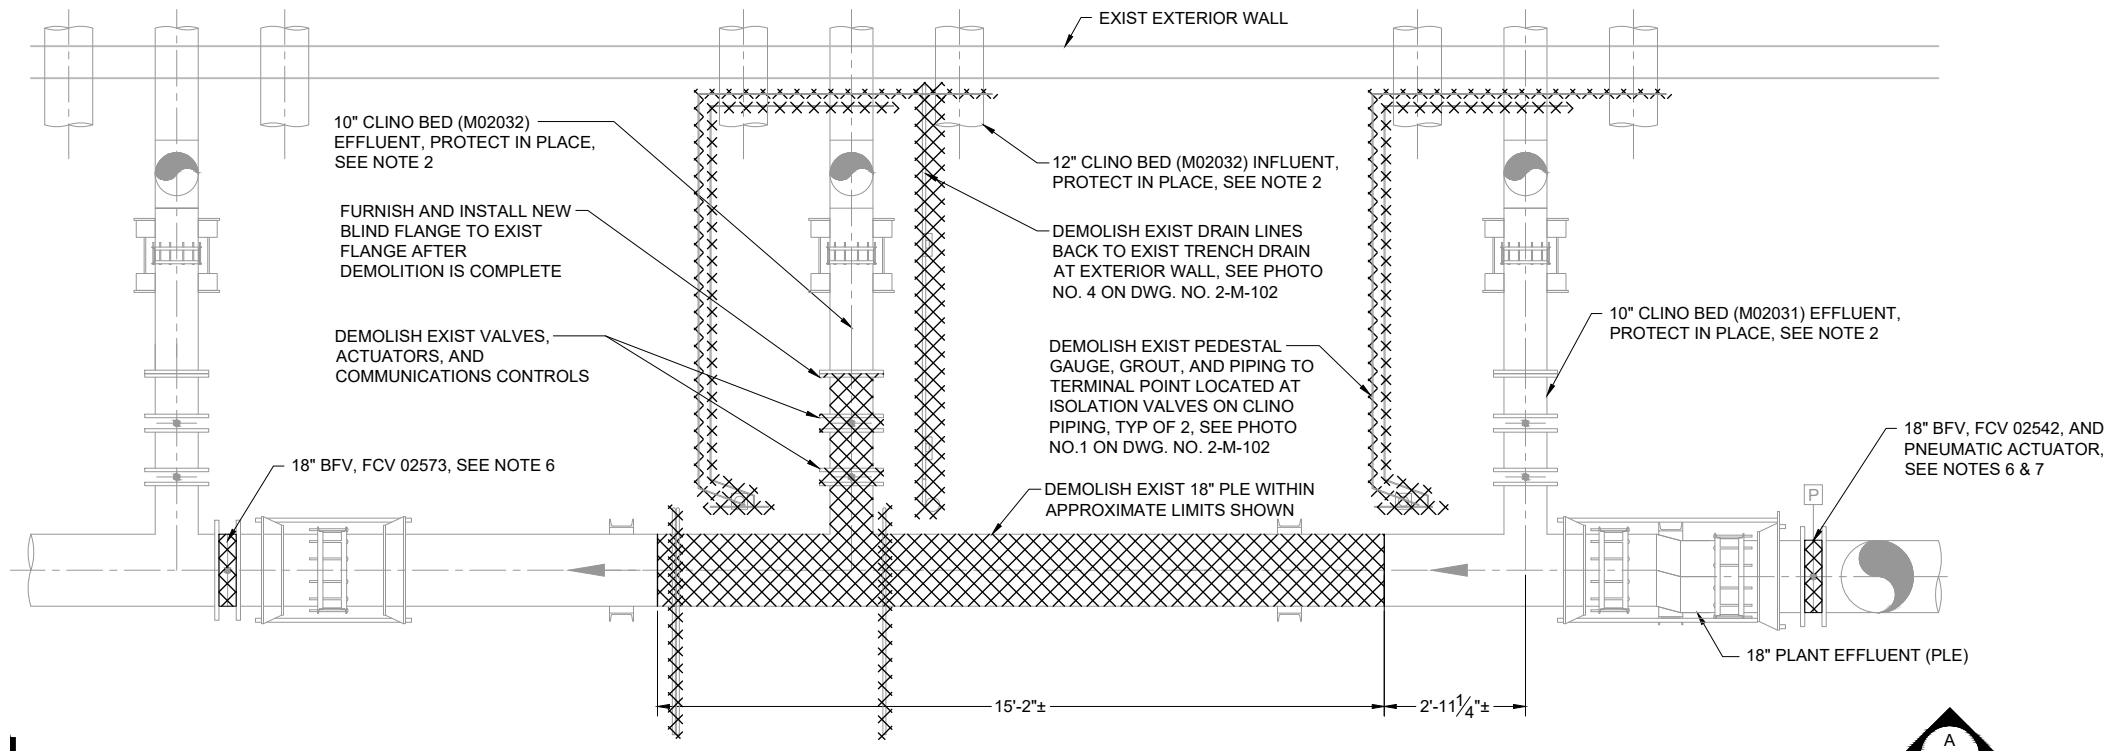 EXIST EXTERIOR WALL
10" CLINO BED (M02032)
EFFLUENT, PROTECT IN PLACE,
SEE NOTE 2
12" CLINO BED (M02032) INFLUENT,
PROTECT IN PLACE, SEE NOTE 2
FURNISH AND INSTALL NEW
BLIND FLANGE TO EXIST
FLANGE AFTER
DEMOLITION IS COMPLETE
DEMOLISH EXIST DRAIN LINES
BACK TO EXIST TRENCH DRAIN
AT EXTERIOR WALL, SEE PHOTO
NO. 4 ON DWG. NO. 2-M-102
10" CLINO BED (M02031) EFFLUENT,
PROTECT IN PLACE, SEE NOTE 2
DEMOLISH EXIST VALVES,
ACTUATORS, AND
COMMUNICATIONS CONTROLS
DEMOLISH EXIST PEDESTAL
GAUGE, GROUT, AND PIPING TO
TERMINAL POINT LOCATED AT
ISOLATION VALVES ON CLINO
PIPING, TYP OF 2, SEE PHOTO
NO.1 ON DWG. NO. 2-M-102
18" BFV, FCV 02542, AND
PNEUMATIC ACTUATOR,
SEE NOTES 6 & 7
18" BFV, FCV 02573, SEE NOTE 6
DEMOLISH EXIST 18" PLE WITHIN
APPROXIMATE LIMITS SHOWN
P
18" PLANT EFFLUENT (PLE)
15'-2"±
2'-11 1/4"±
A